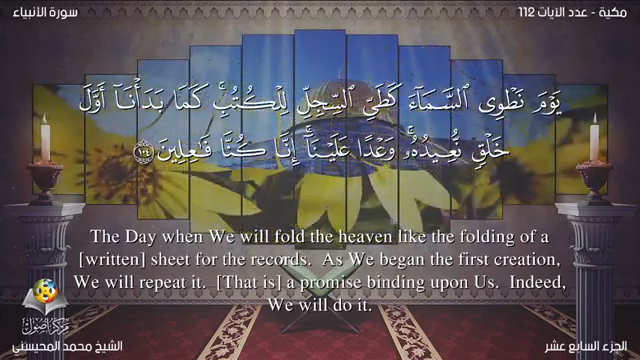 مكية - عدد الآيات 112
سورة الأنبياء
يَوْمَ نَطْوِى ٱلسَّمَآءَ كَطَىِّ ٱلسِّجِلِّ لِلْكُتُبِ ۚ كَمَا بَدَأْنَآ أَوَّلَ
خَلْقٍ نُّعِيدُهُۥ ۚ وَعْدًا عَلَيْنَآ ۚ إِنَّا كُنَّا فَـٰعِلِينَ ١٠٤
The Day when We will fold the heaven like the folding of a
[written] sheet for the records.  As We began the first creation,
We will repeat it.  [That is] a promise binding upon Us.  Indeed,
We will do it.
مركز أصول
الشيخ محمد المحيسني
الجزء السابع عشر